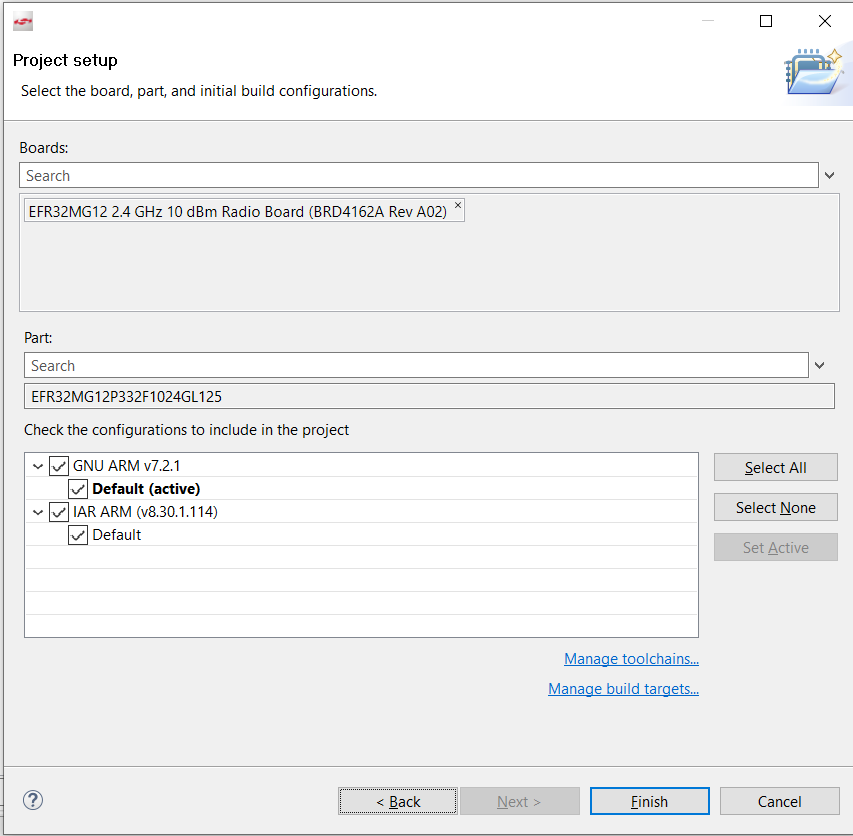 Project setup
Select the board, part, and initial build configurations.
Boards:
Search
EFR32MG12 2.4 GHz 10 dBm Radio Board (BRD4162A Rev A02) ×
Part:
Search
EFR32MG12P332F1024GL125
Check the configurations to include in the project
GNU ARM v7.2.1
Default (active)
IAR ARM (v8.30.1.114)
Default
Select All
Select None
Set Active
Manage toolchains...
Manage build targets...
?
< Back
Next >
Finish
Cancel